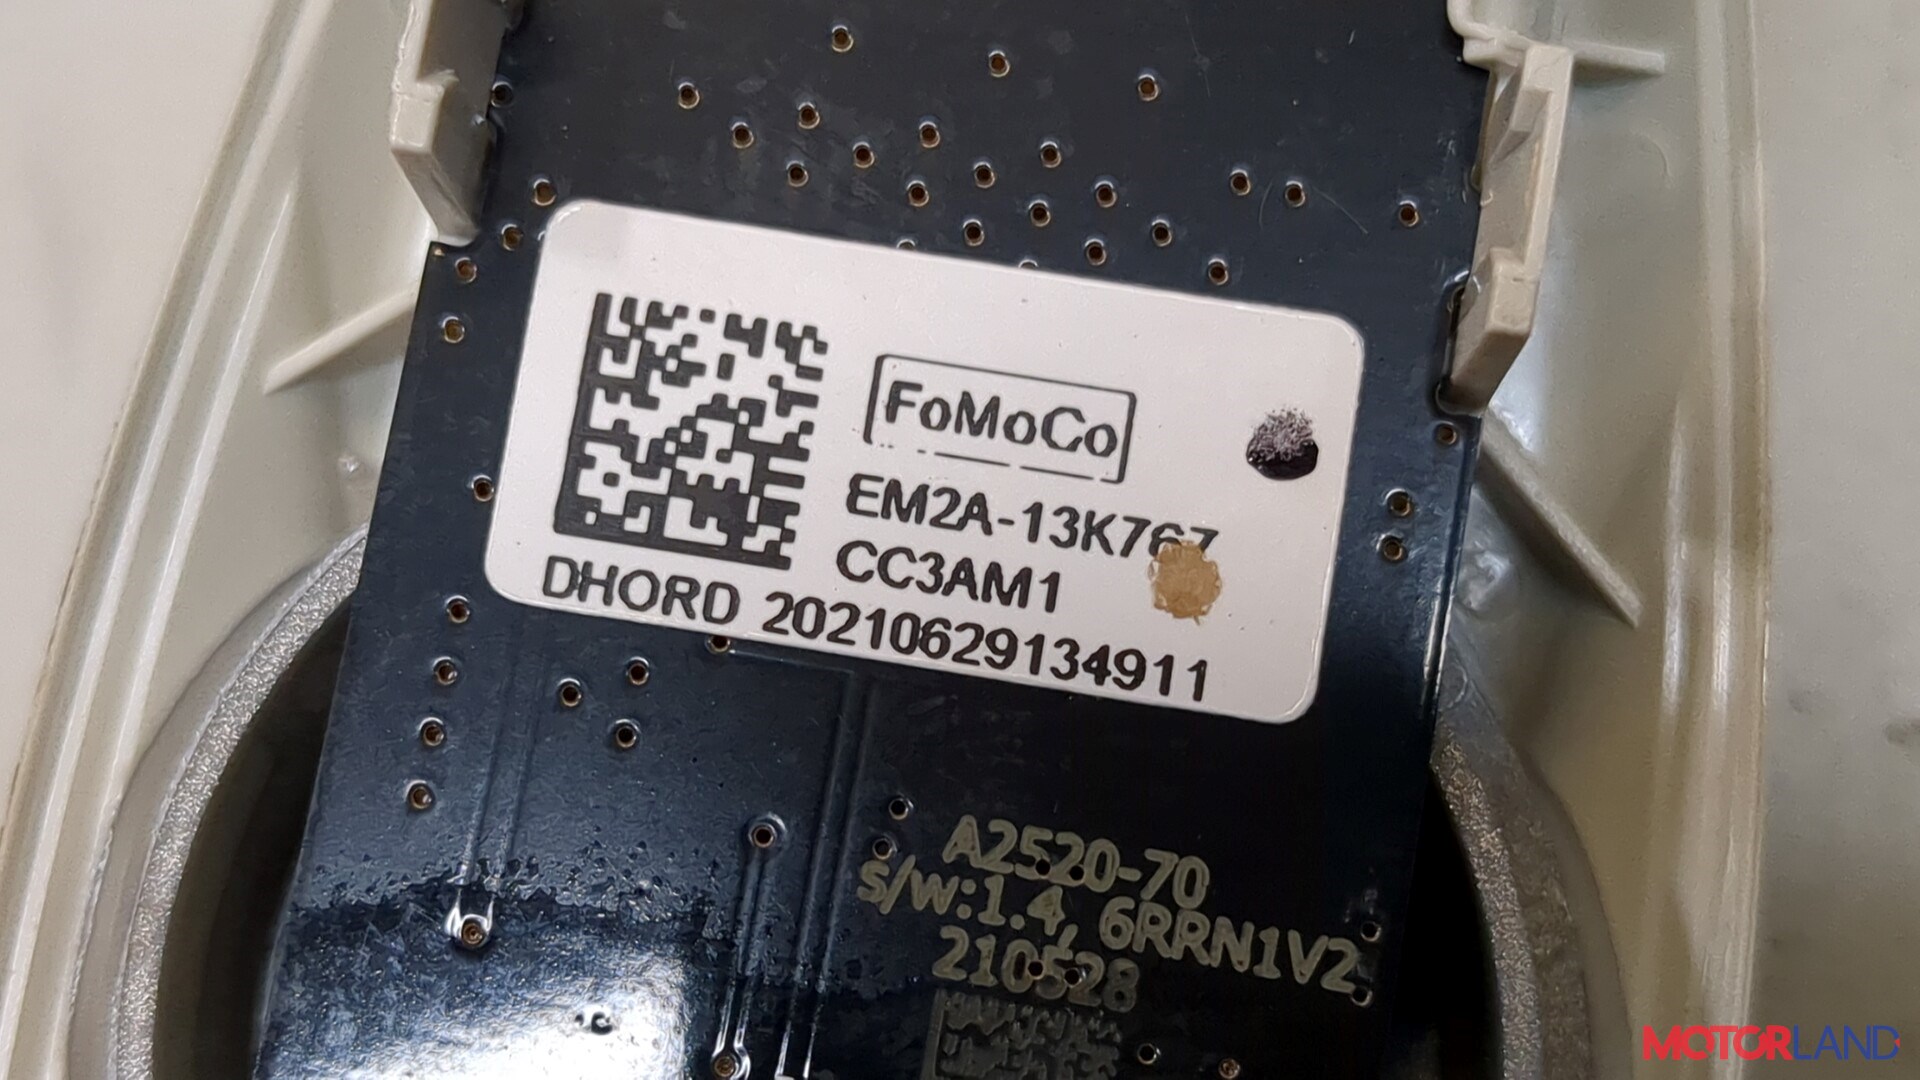 FoMoCo
EM2A-13K767
CC3AM1
DHORD 20210629134911
A2520-70
s/w:1.4, 6RRN1V2
210528
MOTORLAND